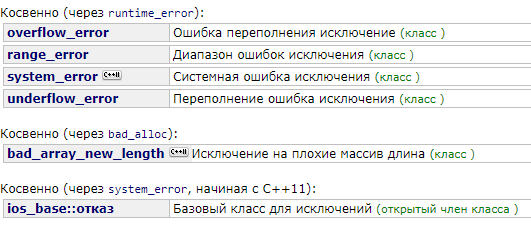 Косвенно (через runtime_error):
overflow_error Ошибка переполнения исключение (класс )
range_error Диапазон ошибок исключения (класс )
system_error C++11 Системная ошибка исключения (класс )
underflow_error Переполнение ошибка исключения (класс )
Косвенно (через bad_alloc):
bad_array_new_length C++11 Исключение на плохие массив длина (класс )
Косвенно (через system_error, начиная с C++11):
ios_base::отказ Базовый класс для исключений (открытый член класса )